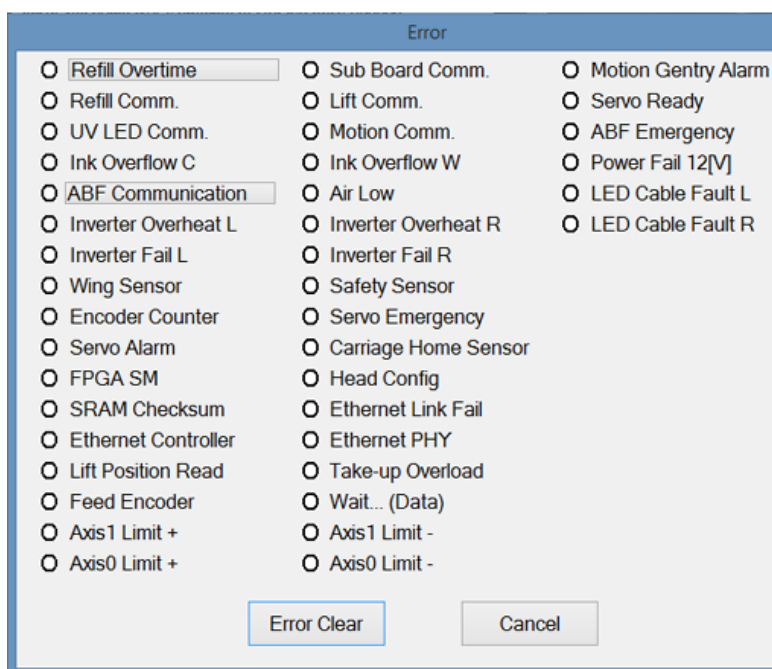 Error
Refill Overtime
Sub Board Comm.
Motion Gentry Alarm
Refill Comm.
Lift Comm.
Servo Ready
UV LED Comm.
Motion Comm.
ABF Emergency
Ink Overflow C
Ink Overflow W
Power Fail 12[V]
ABF Communication
Air Low
LED Cable Fault L
Inverter Overheat L
Inverter Overheat R
LED Cable Fault R
Inverter Fail L
Inverter Fail R
Wing Sensor
Safety Sensor
Encoder Counter
Servo Emergency
Servo Alarm
Carriage Home Sensor
FPGA SM
Head Config
SRAM Checksum
Ethernet Link Fail
Ethernet Controller
Ethernet PHY
Lift Position Read
Take-up Overload
Feed Encoder
Wait... (Data)
Axis1 Limit +
Axis1 Limit -
Axis0 Limit +
Axis0 Limit -
Error Clear
Cancel